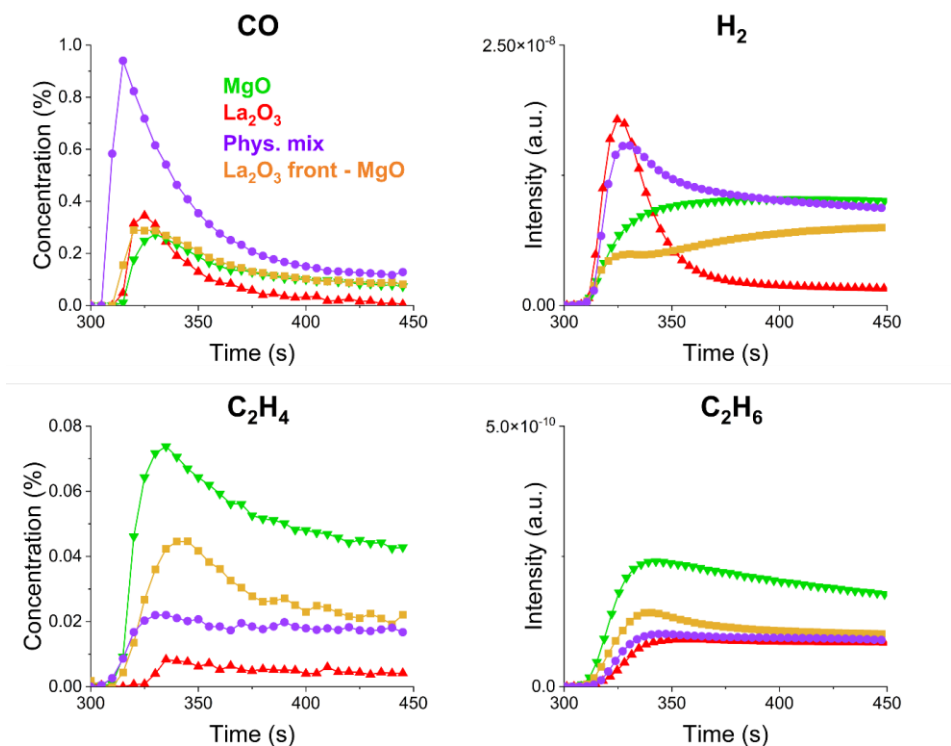 CO
1.0
0.8
0.6
0.4
0.2
0.0
Concentration (%)
MgO
La₂O₃
Phys. mix
La₂O₃ front - MgO
300 350 400 450
Time (s)
H₂
2.50×10⁻⁸
0.00
Intensity (a.u.)
300 350 400 450
Time (s)
C₂H₄
0.08
0.06
0.04
0.02
0.00
Concentration (%)
300 350 400 450
Time (s)
C₂H₆
5.0×10⁻¹⁰
0.0
Intensity (a.u.)
300 350 400 450
Time (s)